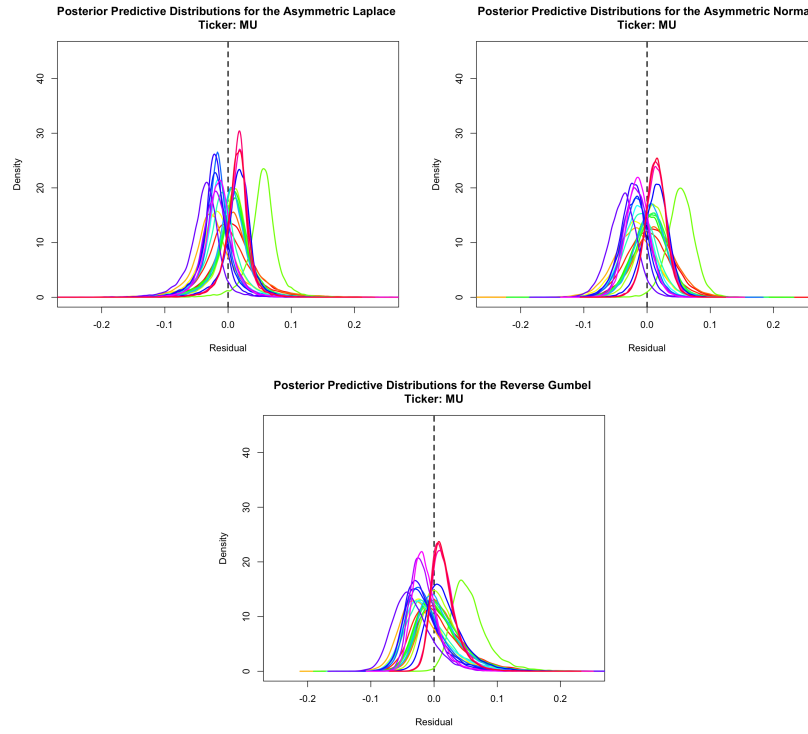 Posterior Predictive Distributions for the Asymmetric Laplace
Ticker: MU
40
30
20
10
0
Density
-0.2 -0.1 0.0 0.1 0.2
Residual
Posterior Predictive Distributions for the Asymmetric Norma
Ticker: MU
40
30
20
10
0
Density
-0.2 -0.1 0.0 0.1 0.2
Residual
Posterior Predictive Distributions for the Reverse Gumbel
Ticker: MU
40
30
20
10
0
Density
-0.2 -0.1 0.0 0.1 0.2
Residual